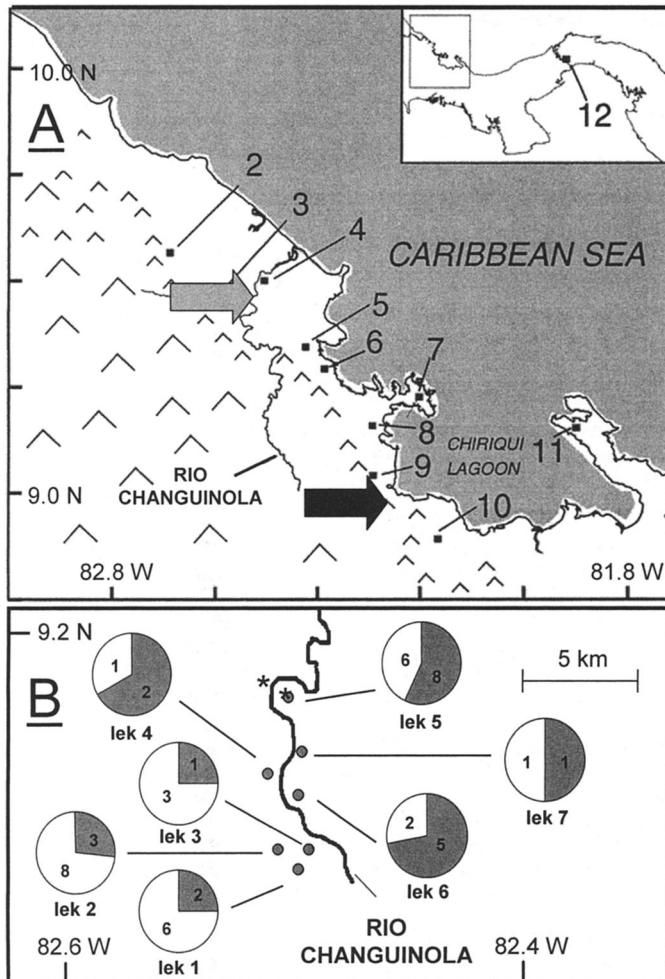 10.0 N
A
12
2
3
4
CARIBBEAN SEA
5
6
7
8
CHIRIQUI
LAGOON
11
9
RIO
CHANGUINOLA
9.0 N
10
82.8 W
81.8 W
9.2 N
B
5 km
1
2
lek 4
6
8
lek 5
* *
1
3
lek 3
1
1
lek 7
3
8
lek 2
2
5
lek 6
2
6
lek 1
RIO
CHANGUINOLA
82.6 W
82.4 W